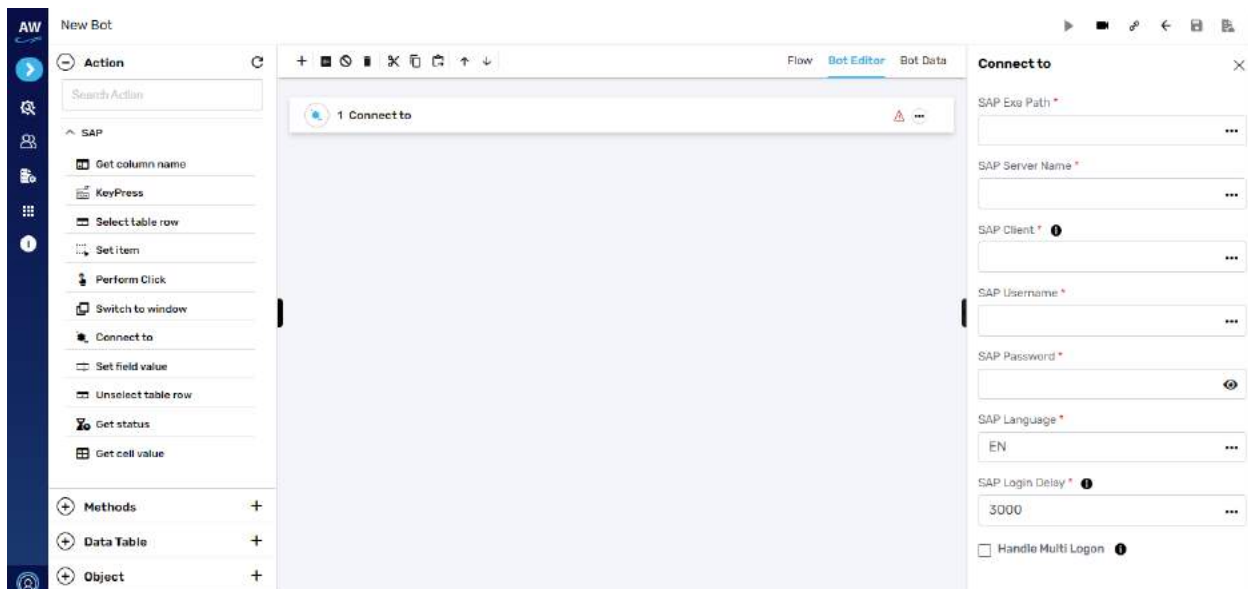 AW
New Bot
Action
Search Action
SAP
Get column name
KeyPress
Select table row
Set item
Perform Click
Switch to window
Connect to
Set field value
Unselect table row
Get status
Get cell value
Methods
Data Table
Object
Flow Bot Editor Bot Data
1 Connect to
Connect to
SAP Exe Path *
SAP Server Name *
SAP Client *
SAP Username *
SAP Password *
SAP Language *
EN
SAP Login Delay *
3000
Handle Multi Logon